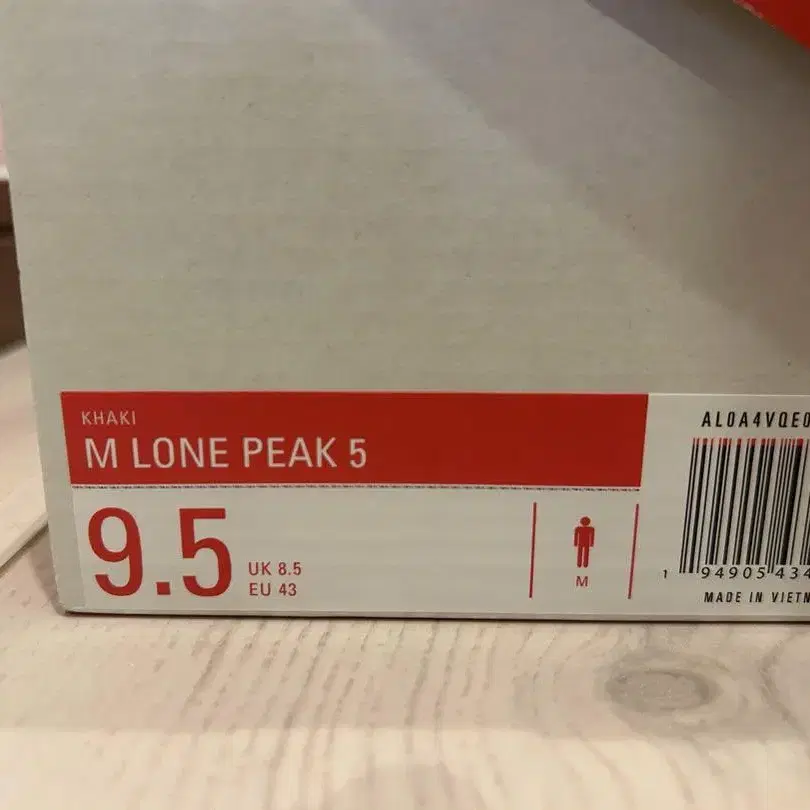 KHAKI
M LONE PEAK 5
9.5
UK 8.5
EU 43
M
AL0A4VQE0
1 94905 434
MADE IN VIETN